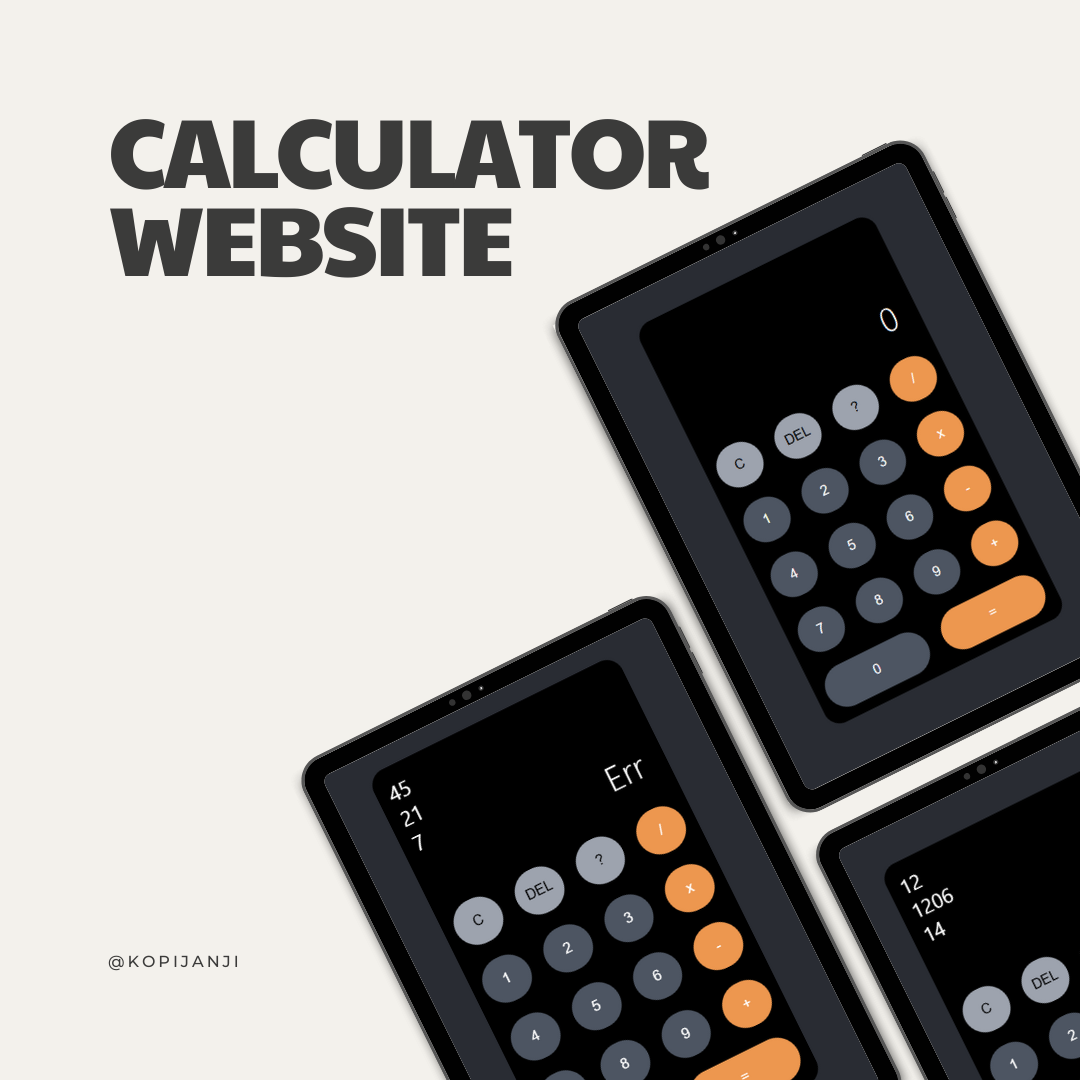 CALCULATOR
WEBSITE
0
C DEL ? /
1 2 3 x
4 5 6 -
7 8 9 +
0 =
45
21
7
Err
C DEL ? /
1 2 3 x
4 5 6 -
8 9 +
=
12
1206
14
C DEL
1 2
@KOPIJANJI